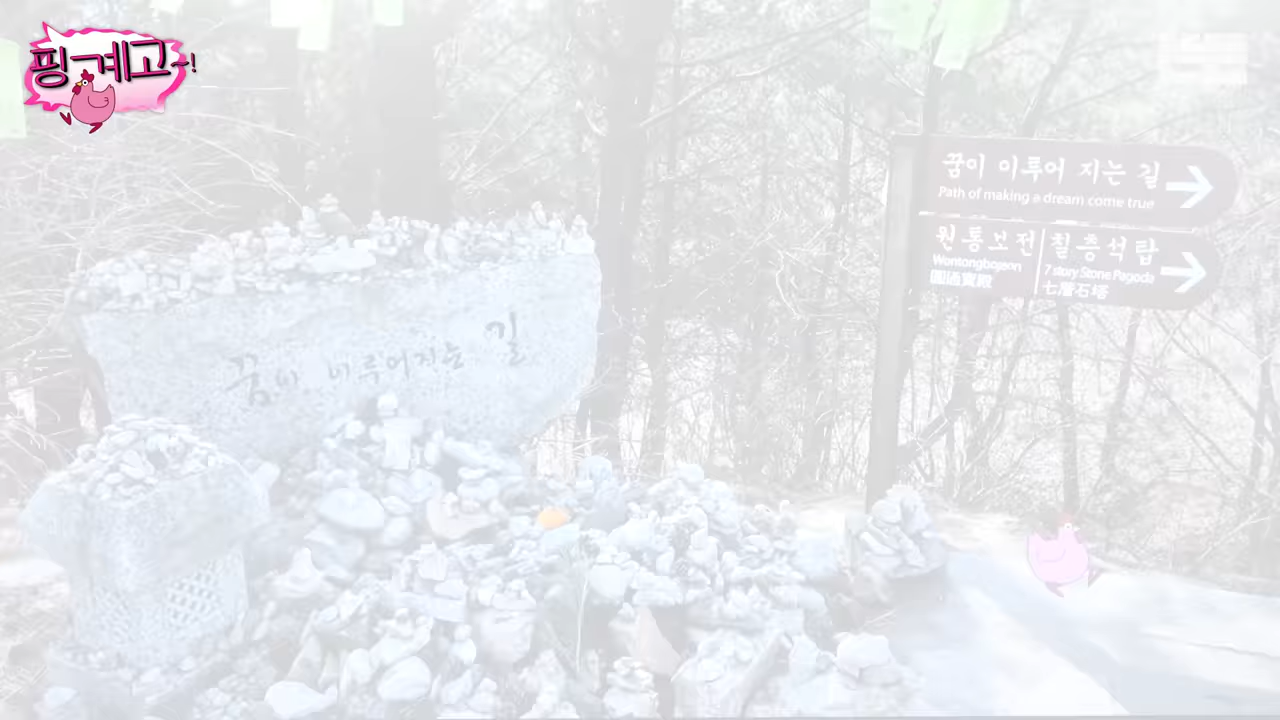 핑계고~!
꿈이 이루어 지는 길
Path of making a dream come true
원통보전
Wontongbojeon
圓通寶殿
칠층석탑
7 story Stone Pagoda
七層石塔
꿈이 이루어지는 길